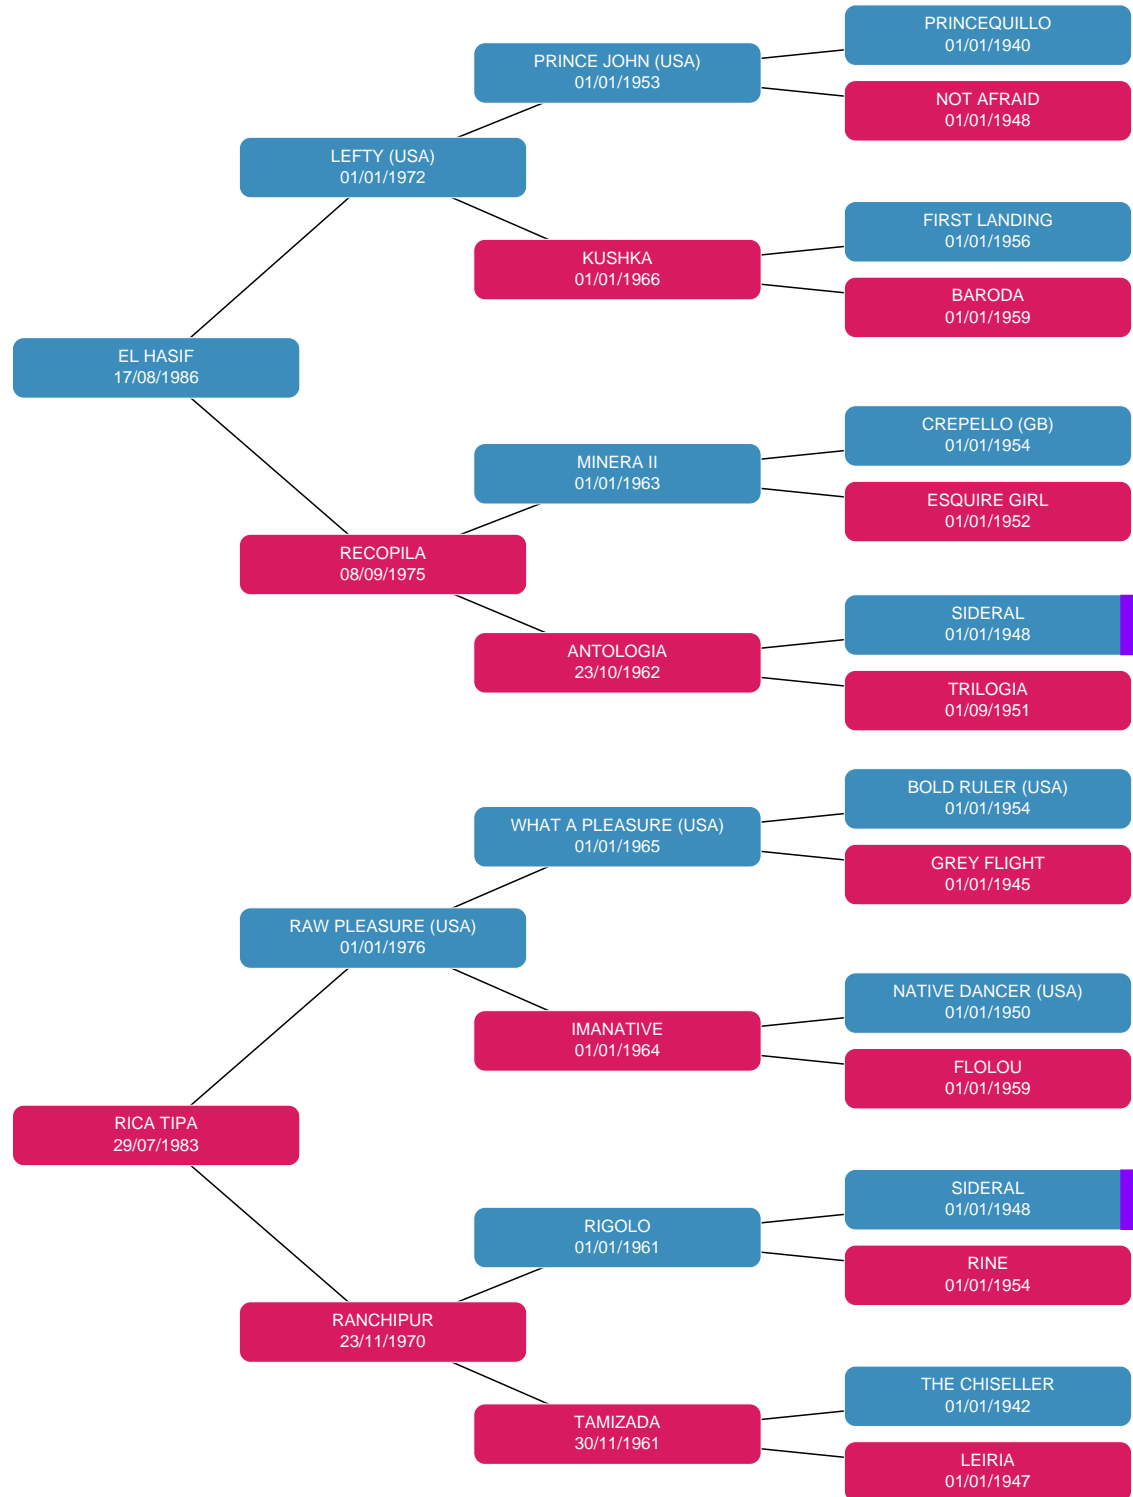 PRINCEQUILLO
01/01/1940
PRINCE JOHN (USA)
01/01/1953
NOT AFRAID
01/01/1948
LEFTY (USA)
01/01/1972
FIRST LANDING
01/01/1956
KUSHKA
01/01/1966
BARODA
01/01/1959
EL HASIF
17/08/1986
CREPELLO (GB)
01/01/1954
MINERA II
01/01/1963
ESQUIRE GIRL
01/01/1952
RECOPILA
08/09/1975
SIDERAL
01/01/1948
ANTOLOGIA
23/10/1962
TRILOGIA
01/09/1951
BOLD RULER (USA)
01/01/1954
WHAT A PLEASURE (USA)
01/01/1965
GREY FLIGHT
01/01/1945
RAW PLEASURE (USA)
01/01/1976
NATIVE DANCER (USA)
01/01/1950
IMANATIVE
01/01/1964
FLOLOU
01/01/1959
RICA TIPA
29/07/1983
SIDERAL
01/01/1948
RIGOLO
01/01/1961
RINE
01/01/1954
RANCHIPUR
23/11/1970
THE CHISELLER
01/01/1942
TAMIZADA
30/11/1961
LEIRIA
01/01/1947